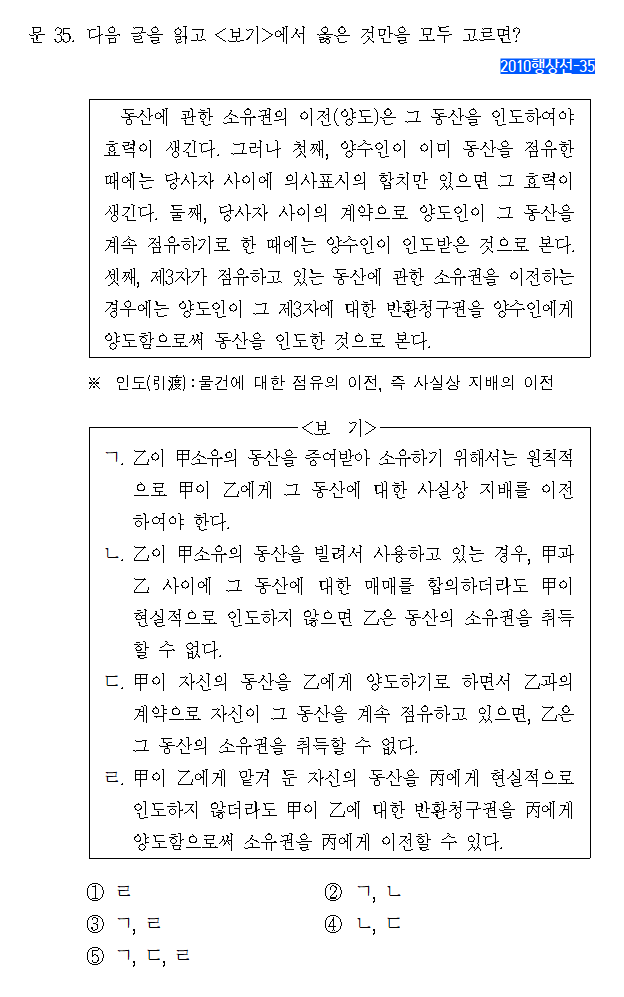 문 35. 다음 글을 읽고 <보기>에서 옳은 것만을 모두 고르면?
2010행상선-35
동산에 관한 소유권의 이전(양도)은 그 동산을 인도하여야
효력이 생긴다. 그러나 첫째, 양수인이 이미 동산을 점유한
때에는 당사자 사이에 의사표시의 합치만 있으면 그 효력이
생긴다. 둘째, 당사자 사이의 계약으로 양도인이 그 동산을
계속 점유하기로 한 때에는 양수인이 인도받은 것으로 본다.
셋째, 제3자가 점유하고 있는 동산에 관한 소유권을 이전하는
경우에는 양도인이 그 제3자에 대한 반환청구권을 양수인에게
양도함으로써 동산을 인도한 것으로 본다.
※ 인도(引渡) : 물건에 대한 점유의 이전, 즉 사실상 지배의 이전
<보 기>
ㄱ. 乙이 甲소유의 동산을 증여받아 소유하기 위해서는 원칙적
으로 甲이 乙에게 그 동산에 대한 사실상 지배를 이전
하여야 한다.
ㄴ. 乙이 甲소유의 동산을 빌려서 사용하고 있는 경우, 甲과
乙 사이에 그 동산에 대한 매매를 합의하더라도 甲이
현실적으로 인도하지 않으면 乙은 동산의 소유권을 취득
할 수 없다.
ㄷ. 甲이 자신의 동산을 乙에게 양도하기로 하면서 乙과의
계약으로 자신이 그 동산을 계속 점유하고 있으면, 乙은
그 동산의 소유권을 취득할 수 없다.
ㄹ. 甲이 乙에게 맡겨 둔 자신의 동산을 丙에게 현실적으로
인도하지 않더라도 甲이 乙에 대한 반환청구권을 丙에게
양도함으로써 소유권을 丙에게 이전할 수 있다.
① ㄹ ② ㄱ, ㄴ
③ ㄱ, ㄹ ④ ㄴ, ㄷ
⑤ ㄱ, ㄷ, ㄹ